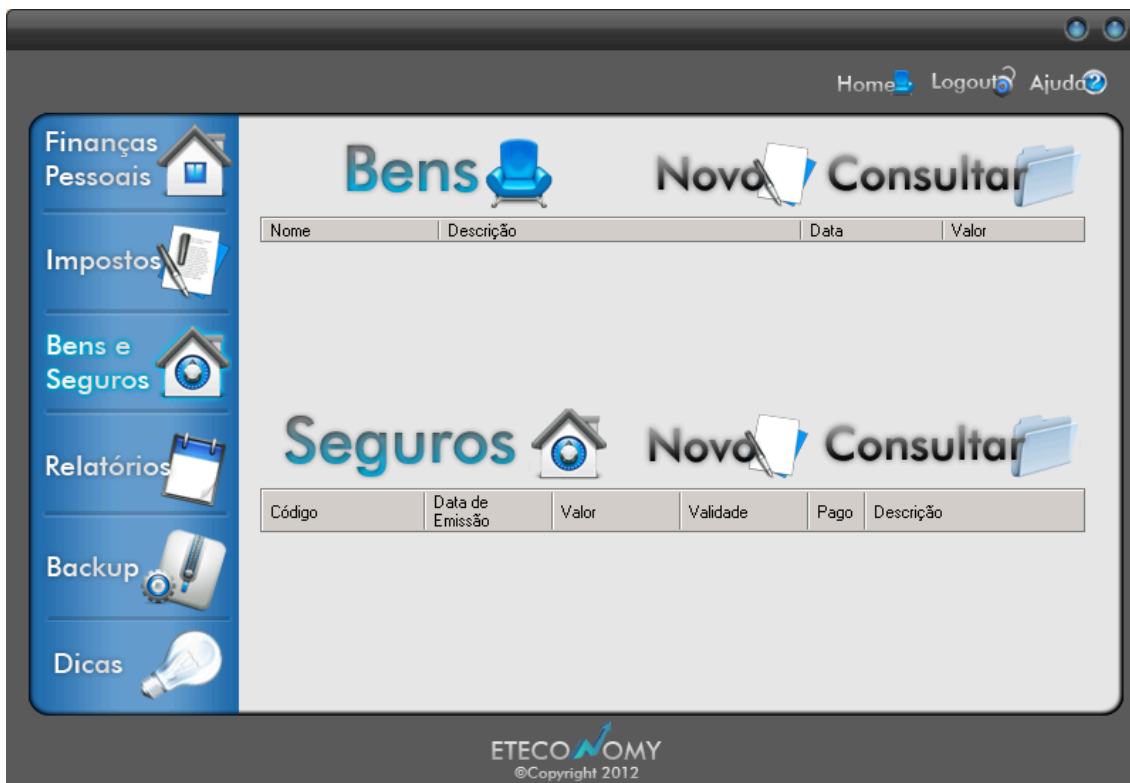 Home Logout Ajuda
Finanças
Pessoais
Impostos
Bens e
Seguros
Relatórios
Backup
Dicas
Bens Novo Consultar
Nome Descrição Data Valor
Seguros Novo Consultar
Código Data de
Emissão Valor Validade Pago Descrição
ETECONOMY
©Copyright 2012